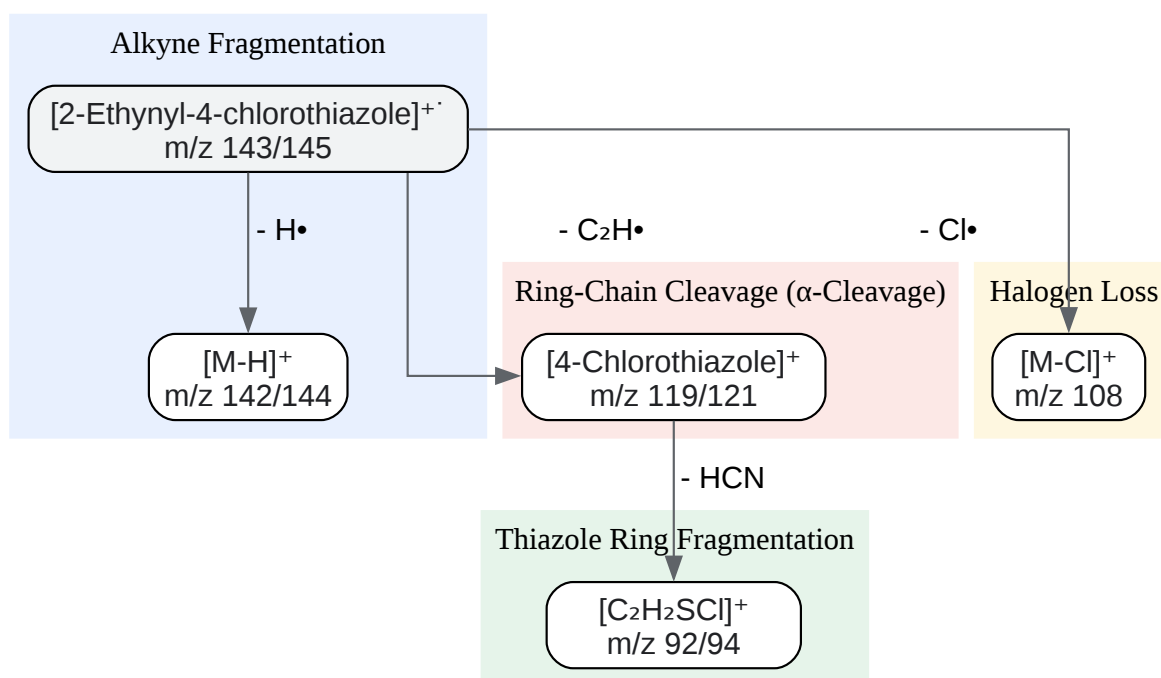 Alkyne Fragmentation
[2-Ethynyl-4-chlorothiazole]⁺˙
m/z 143/145
- H•
- C₂H•
- Cl•
Ring-Chain Cleavage (α-Cleavage)
Halogen Loss
[M-H]⁺
m/z 142/144
[4-Chlorothiazole]⁺
m/z 119/121
[M-Cl]⁺
m/z 108
- HCN
Thiazole Ring Fragmentation
[C₂H₂SCl]⁺
m/z 92/94